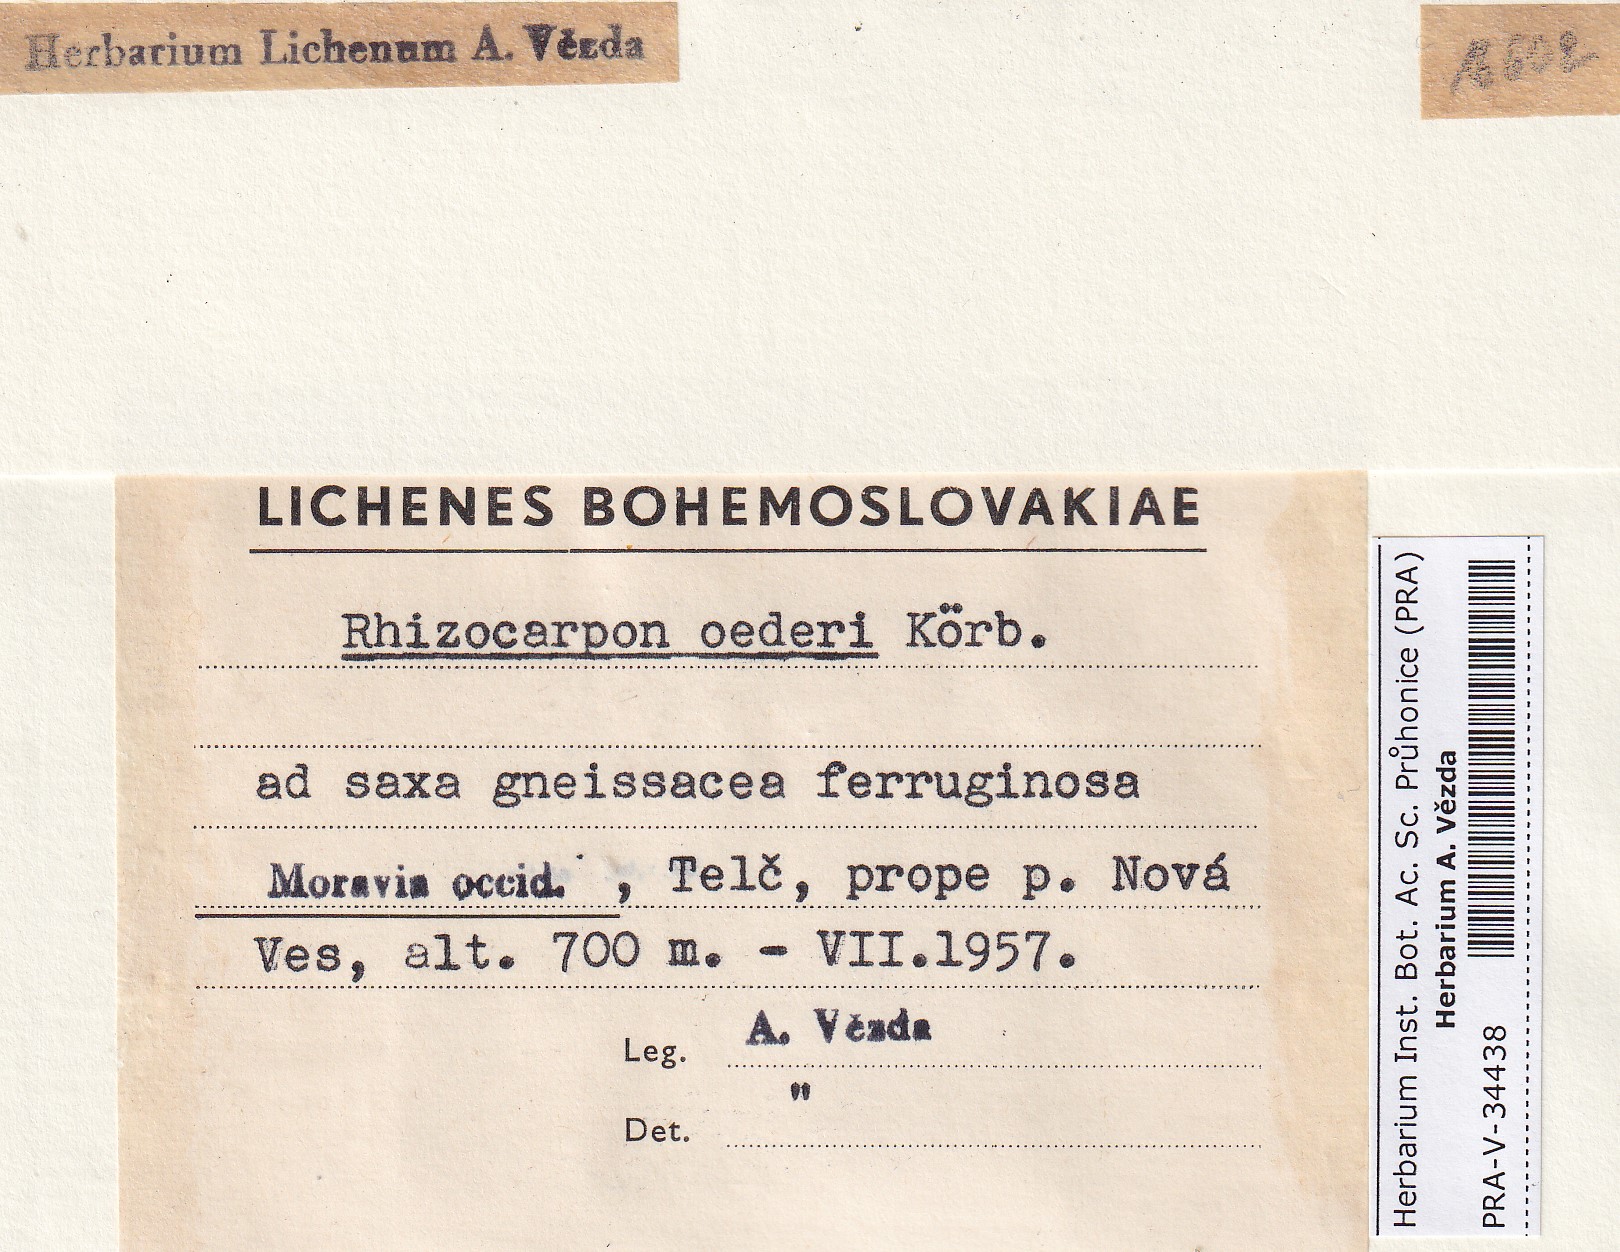 Herbarium Lichenum A. Vězda
LICHENES BOHEMOSLOVAKIAE
Rhizocarpon oederi Körb.
ad saxa gneissacea ferruginosa
Moravia occid. , Telč, prope p. Nová
Ves, alt. 700 m. - VII.1957.
Leg. A. Vězda
Det. "
Herbarium Inst. Bot. Ac. Sc. Průhonice (PRA)
Herbarium A. Vězda
PRA-V-34438